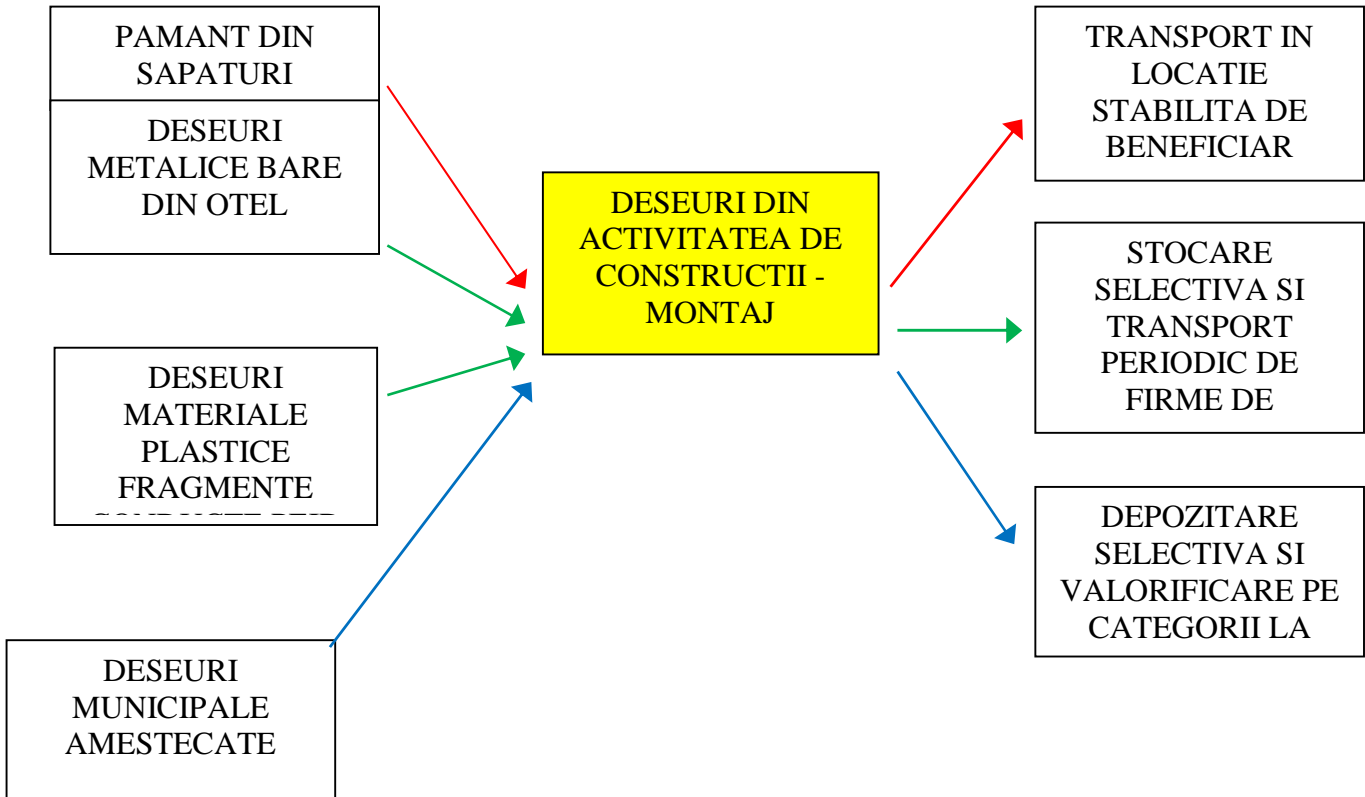 PAMANT DIN
SAPATURI
DESEURI
METALICE BARE
DIN OTEL
DESEURI
MATERIALE
PLASTICE
FRAGMENTE
DESEURI
MUNICIPALE
AMESTECATE
DESEURI DIN
ACTIVITATEA DE
CONSTRUCTII -
MONTAJ
TRANSPORT IN
LOCATIE
STABILITA DE
BENEFICIAR
STOCARE
SELECTIVA SI
TRANSPORT
PERIODIC DE
FIRME DE
DEPOZITARE
SELECTIVA SI
VALORIFICARE PE
CATEGORII LA